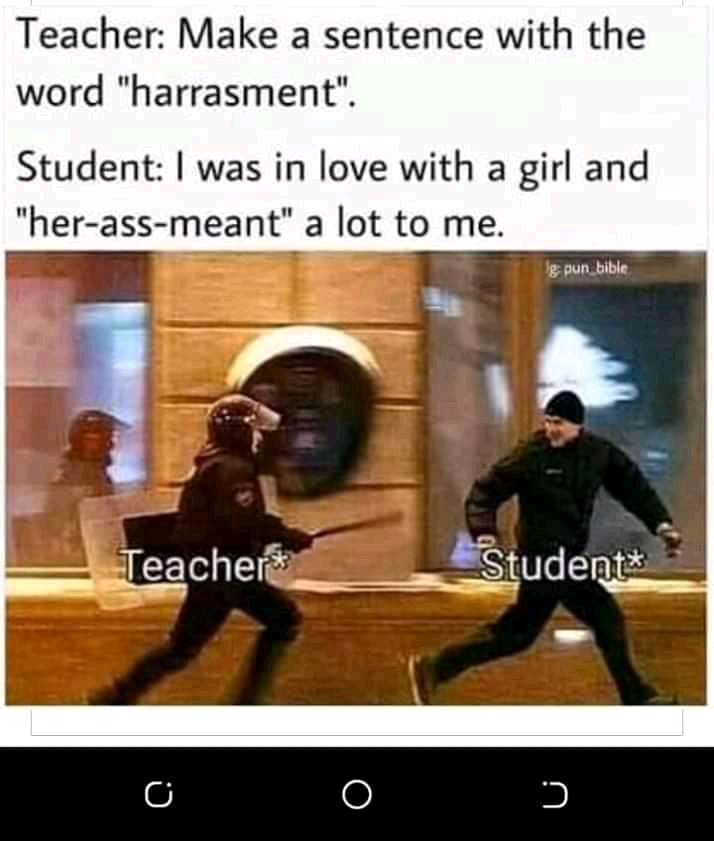 Teacher: Make a sentence with the
word "harrasment".
Student: I was in love with a girl and
"her-ass-meant" a lot to me.
ig: pun_bible
Teacher*
Student*